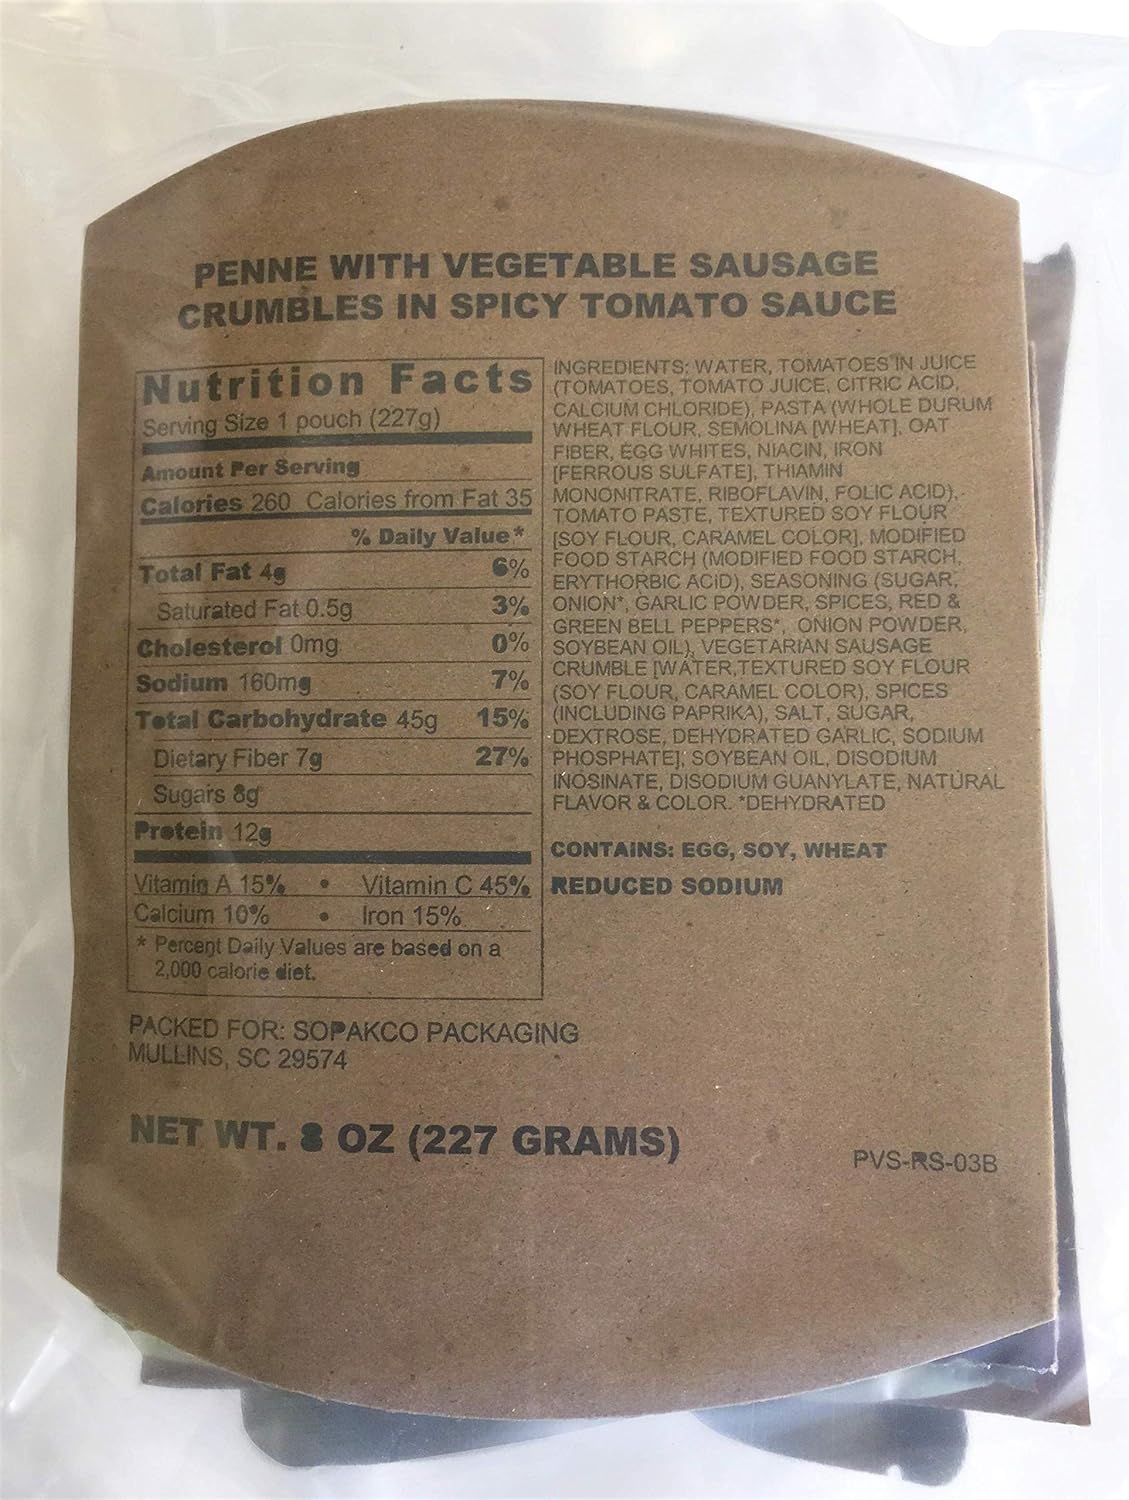 PENNE WITH VEGETABLE SAUSAGE
CRUMBLES IN SPICY TOMATO SAUCE
Nutrition Facts
Serving Size 1 pouch (227g)
Amount Per Serving
Calories 260 Calories from Fat 35
% Daily Value*
Total Fat 4g 6%
Saturated Fat 0.5g 3%
Cholesterol 0mg 0%
Sodium 160mg 7%
Total Carbohydrate 45g 15%
Dietary Fiber 7g 27%
Sugars 8g
Protein 12g
Vitamin A 15% • Vitamin C 45%
Calcium 10% • Iron 15%
* Percent Daily Values are based on a
2,000 calorie diet.
INGREDIENTS: WATER, TOMATOES IN JUICE
(TOMATOES, TOMATO JUICE, CITRIC ACID,
CALCIUM CHLORIDE), PASTA (WHOLE DURUM
WHEAT FLOUR, SEMOLINA [WHEAT], OAT
FIBER, EGG WHITES, NIACIN, IRON
[FERROUS SULFATE], THIAMIN
MONONITRATE, RIBOFLAVIN, FOLIC ACID),
TOMATO PASTE, TEXTURED SOY FLOUR
[SOY FLOUR, CARAMEL COLOR], MODIFIED
FOOD STARCH (MODIFIED FOOD STARCH,
ERYTHORBIC ACID), SEASONING (SUGAR,
ONION*, GARLIC POWDER, SPICES, RED &
GREEN BELL PEPPERS*, ONION POWDER,
SOYBEAN OIL), VEGETARIAN SAUSAGE
CRUMBLE [WATER,TEXTURED SOY FLOUR
(SOY FLOUR, CARAMEL COLOR), SPICES
(INCLUDING PAPRIKA), SALT, SUGAR,
DEXTROSE, DEHYDRATED GARLIC, SODIUM
PHOSPHATE], SOYBEAN OIL, DISODIUM
INOSINATE, DISODIUM GUANYLATE, NATURAL
FLAVOR & COLOR. *DEHYDRATED
CONTAINS: EGG, SOY, WHEAT
REDUCED SODIUM
PACKED FOR: SOPAKCO PACKAGING
MULLINS, SC 29574
NET WT. 8 OZ (227 GRAMS)
PVS-RS-03B